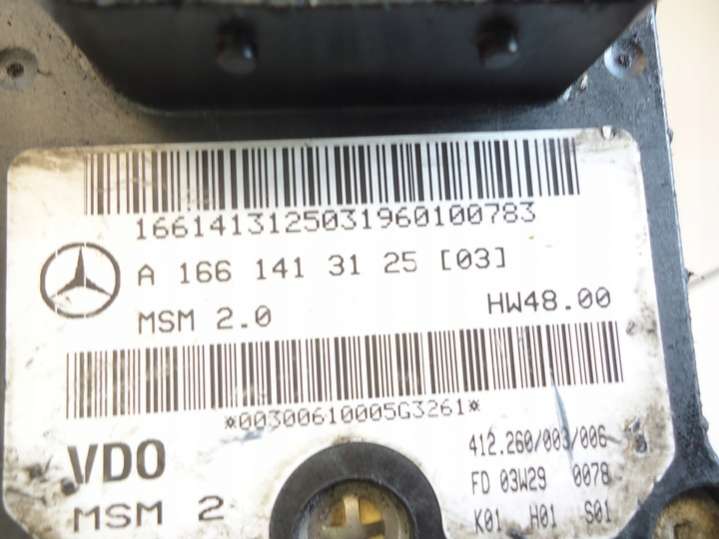 1661413125031960100783
A 166 141 31 25 [03]
MSM 2.0 HW48.00
*00300610005G3261*
VDO 412.260/003/006
FD 03W29 0078
MSM 2 K01 H01 S01